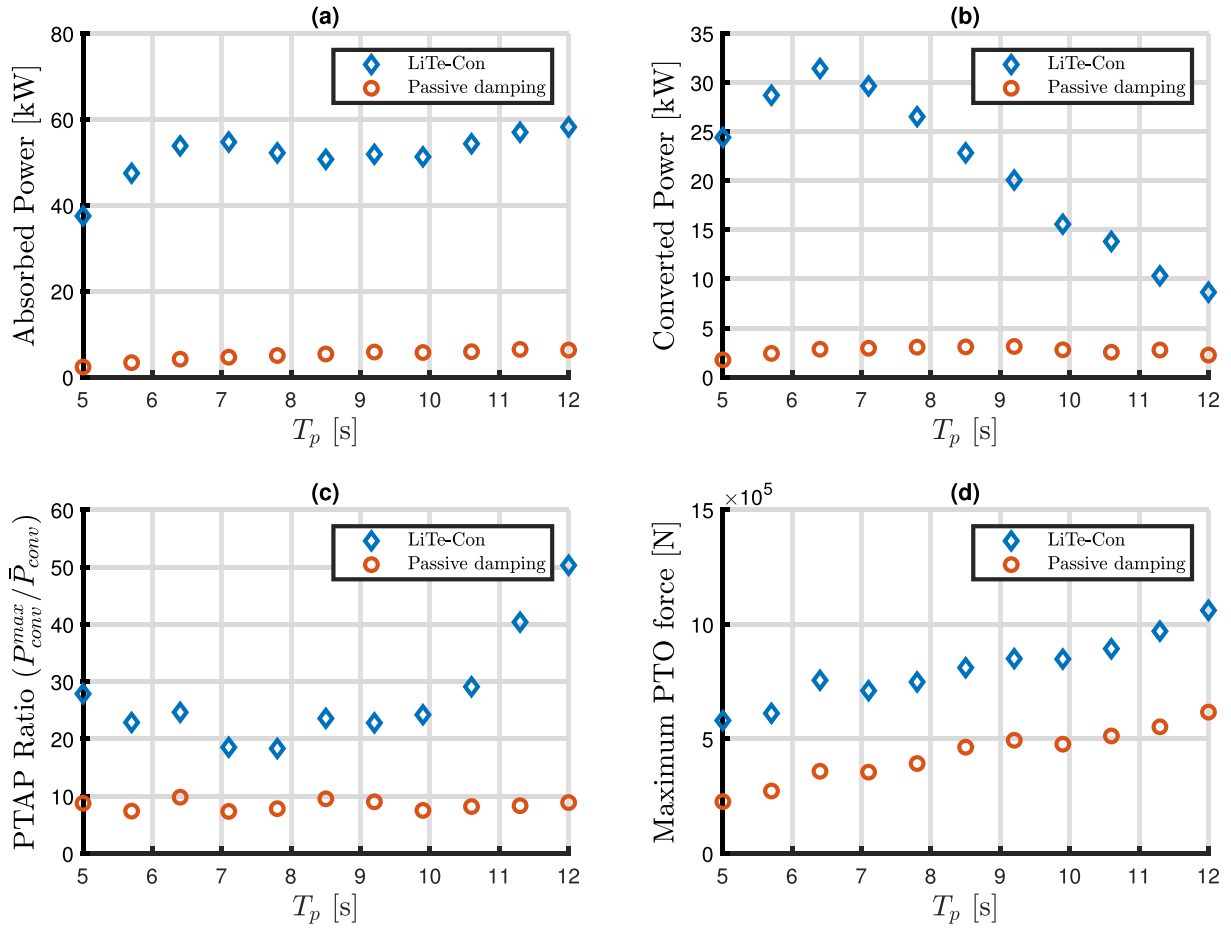 (a)
80
60
40
20
0
Absorbed Power [kW]
LiTe-Con
Passive damping
5 6 7 8 9 10 11 12
T_p [s]
(b)
35
30
25
20
15
10
5
0
Converted Power [kW]
LiTe-Con
Passive damping
5 6 7 8 9 10 11 12
T_p [s]
(c)
60
50
40
30
20
10
0
PTAP Ratio (P^{max}_{conv}/P̄_{conv})
LiTe-Con
Passive damping
5 6 7 8 9 10 11 12
T_p [s]
(d)
×10^5
15
10
5
0
Maximum PTO force [N]
LiTe-Con
Passive damping
5 6 7 8 9 10 11 12
T_p [s]